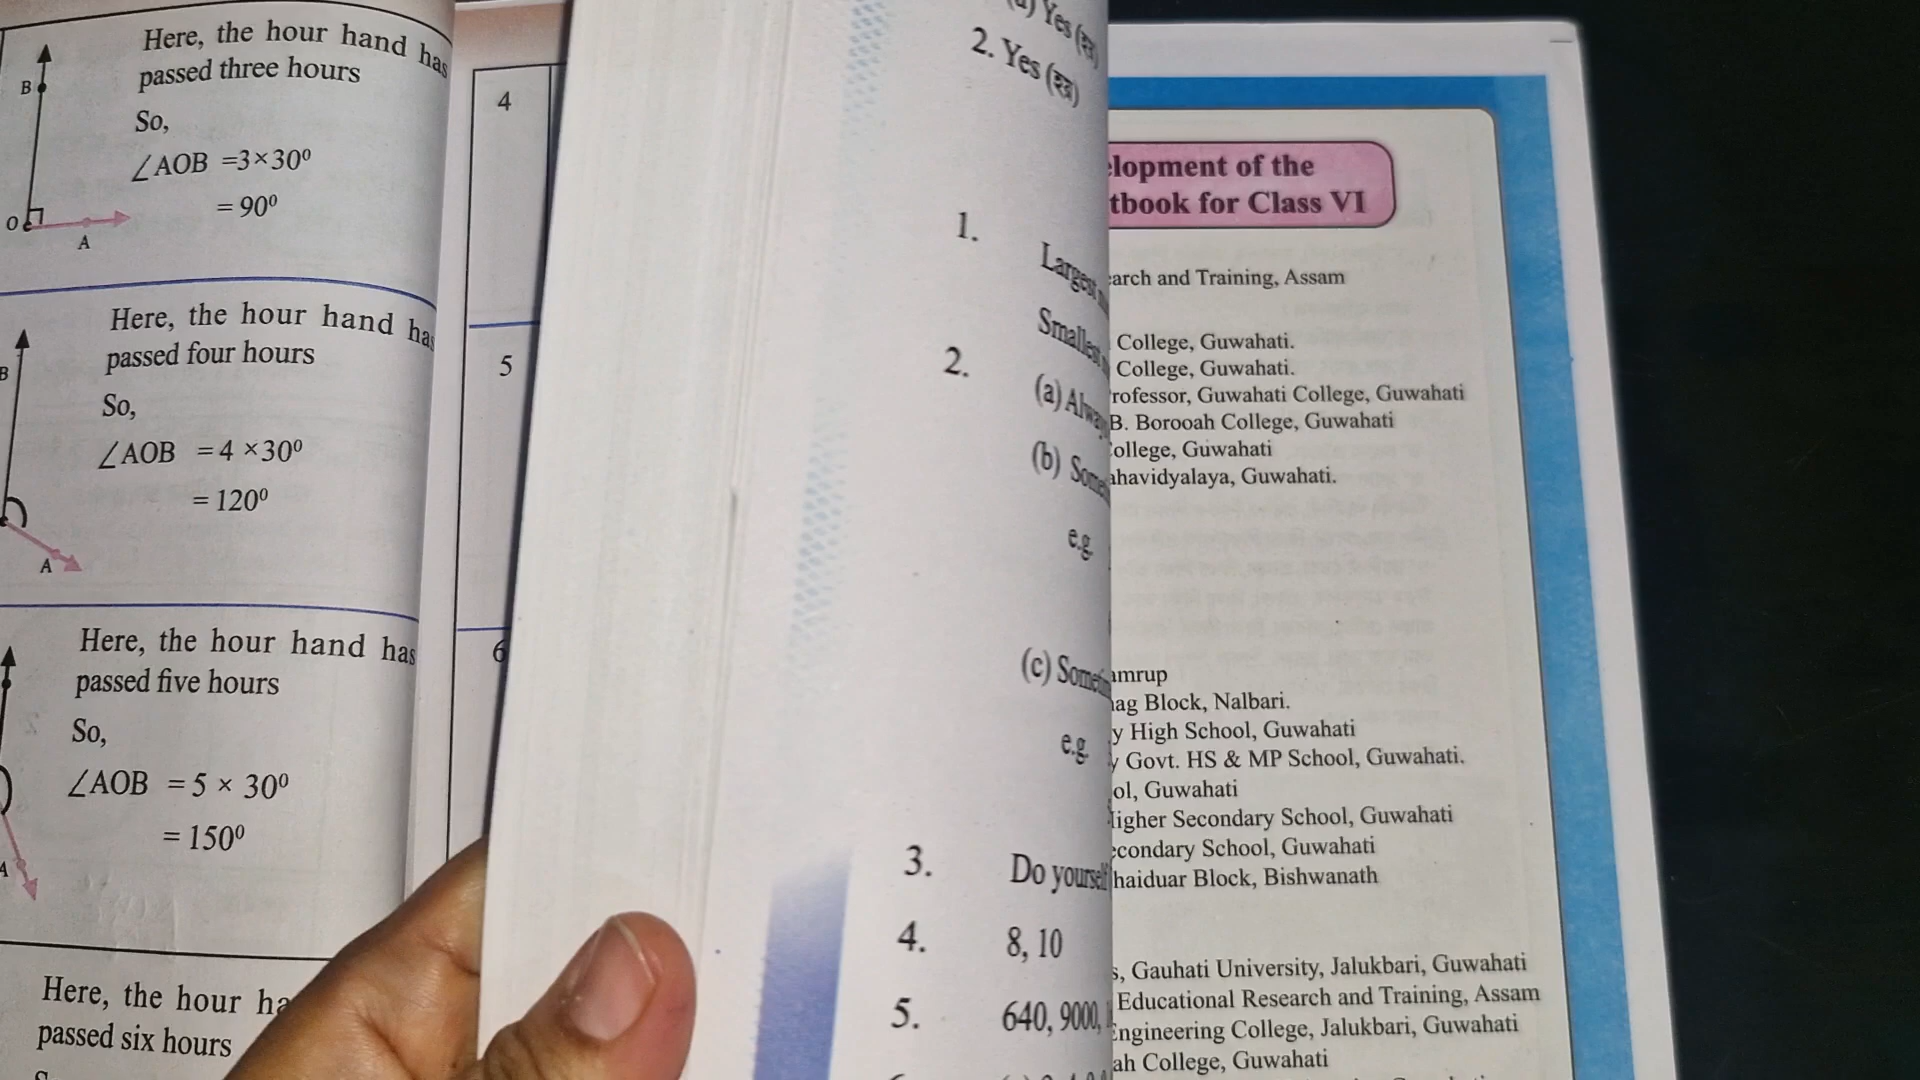 Here, the hour hand has
passed three hours
So,
∠AOB =3×30⁰
= 90⁰
B
O
A
Here, the hour hand has
passed four hours
So,
∠AOB = 4 ×30⁰
= 120⁰
B
A
Here, the hour hand has
passed five hours
So,
∠AOB = 5 × 30⁰
= 150⁰
A
Here, the hour ha
passed six hours
4
5
6
Yes
2. Yes
1.
Largest
Smallest
2.
(a)
(b)
e.g.
(c)
e.g.
3. Do yourself
4. 8, 10
5. 640, 9000,
lopment of the
tbook for Class VI
arch and Training, Assam
College, Guwahati.
College, Guwahati.
rofessor, Guwahati College, Guwahati
B. Borooah College, Guwahati
ollege, Guwahati
ahavidyalaya, Guwahati.
amrup
ag Block, Nalbari.
y High School, Guwahati
y Govt. HS & MP School, Guwahati.
ol, Guwahati
igher Secondary School, Guwahati
econdary School, Guwahati
haiduar Block, Bishwanath
s, Gauhati University, Jalukbari, Guwahati
Educational Research and Training, Assam
ngineering College, Jalukbari, Guwahati
ah College, Guwahati